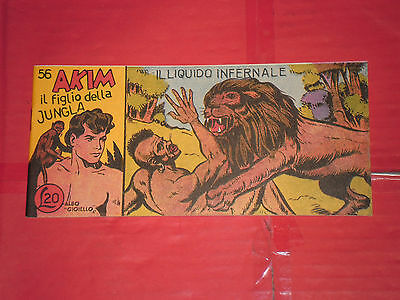 56
AKIM
il figlio della
JUNGLA
£20
ALBO
"GIOIELLO"
IL LIQUIDO INFERNALE